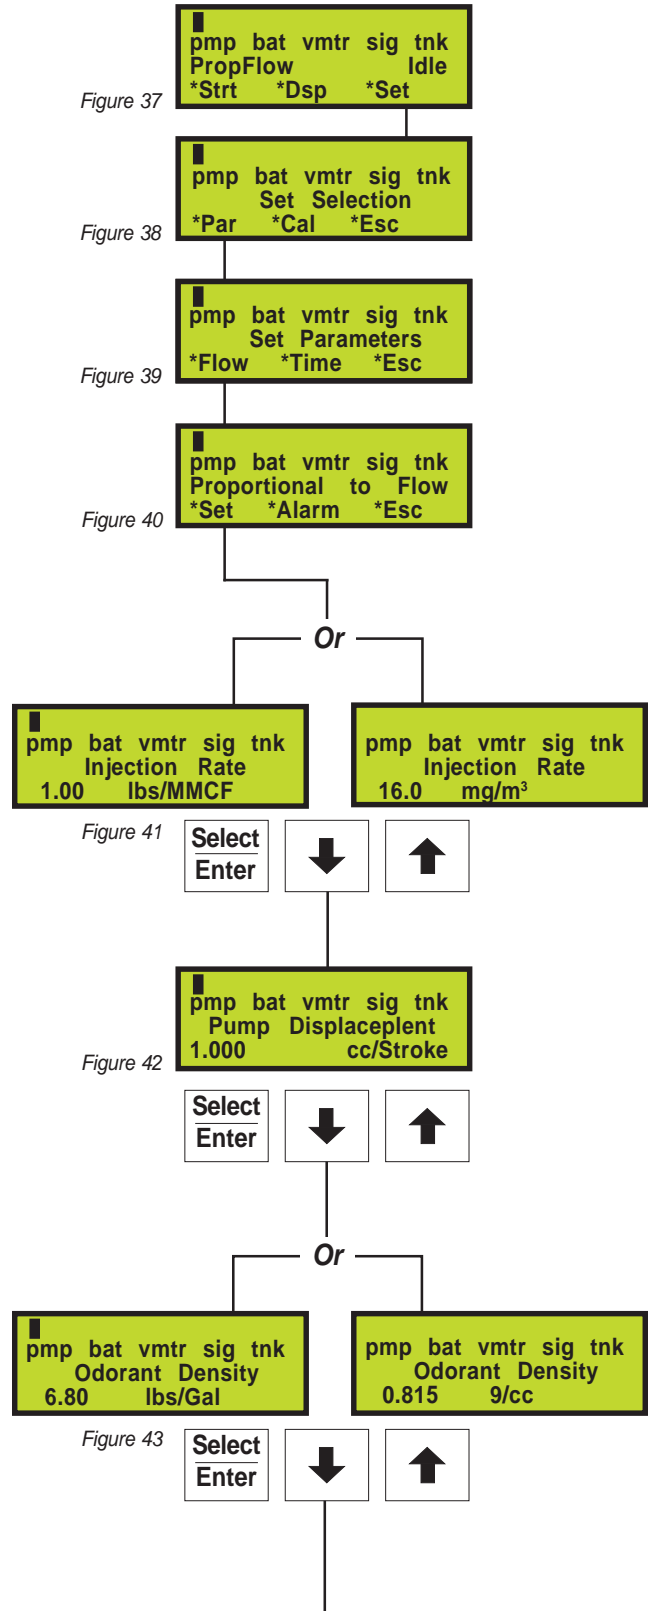 pmp bat vmtr sig tnk
PropFlow Idle
*Strt *Dsp *Set
Figure 37
pmp bat vmtr sig tnk
Set Selection
*Par *Cal *Esc
Figure 38
pmp bat vmtr sig tnk
Set Parameters
*Flow *Time *Esc
Figure 39
pmp bat vmtr sig tnk
Proportional to Flow
*Set *Alarm *Esc
Figure 40
Or
pmp bat vmtr sig tnk
Injection Rate
1.00 lbs/MMCF
pmp bat vmtr sig tnk
Injection Rate
16.0 mg/m³
Figure 41
Select
Enter
pmp bat vmtr sig tnk
Pump Displaceplent
1.000 cc/Stroke
Figure 42
Select
Enter
Or
pmp bat vmtr sig tnk
Odorant Density
6.80 lbs/Gal
pmp bat vmtr sig tnk
Odorant Density
0.815 9/cc
Figure 43
Select
Enter